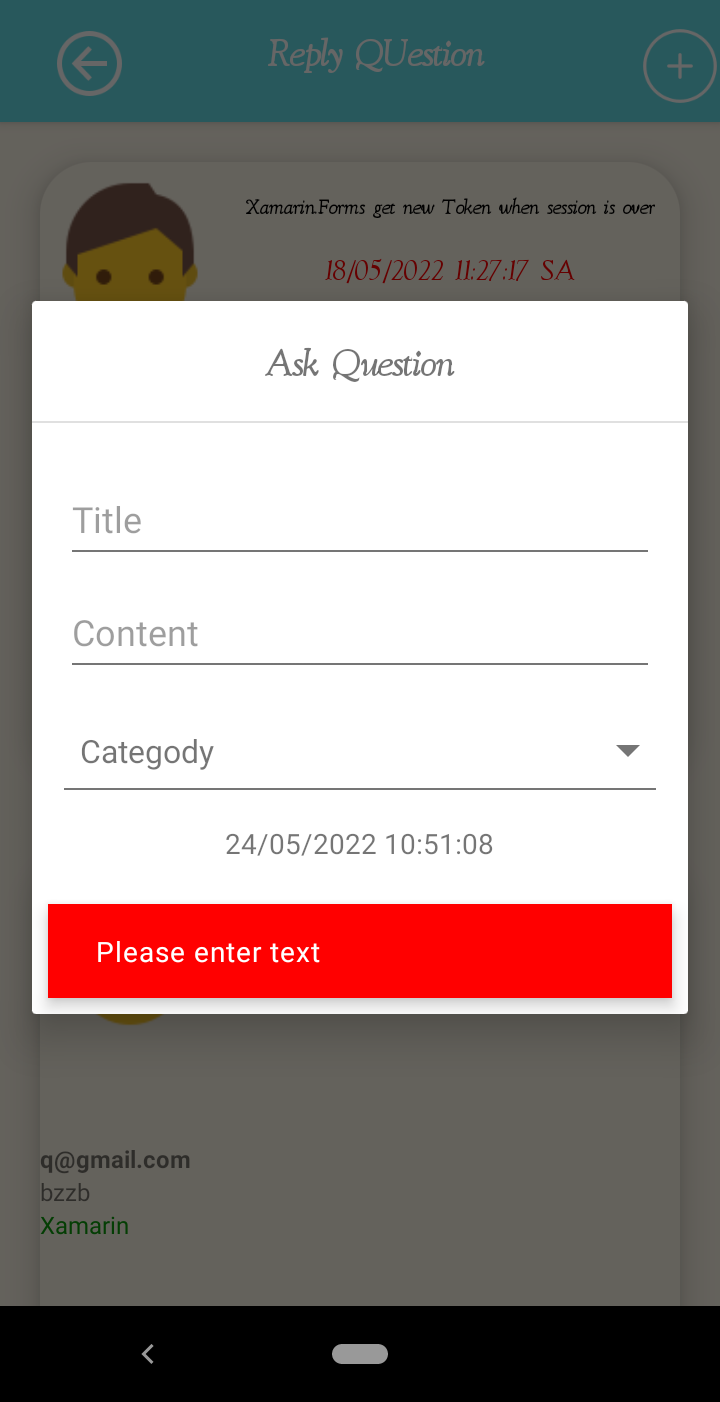 Reply QUestion
Xamarin.Forms get new Token when session is over
18/05/2022 11:27:17 SA
Ask Question
Title
Content
Categody
24/05/2022 10:51:08
Please enter text
q@gmail.com
bzzb
Xamarin